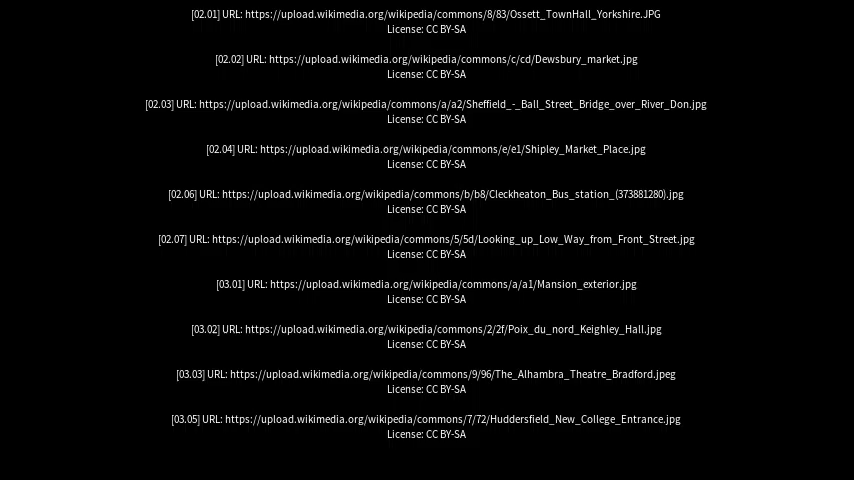 [02.01] URL: https://upload.wikimedia.org/wikipedia/commons/8/83/Ossett_TownHall_Yorkshire.JPG
License: CC BY-SA
[02.02] URL: https://upload.wikimedia.org/wikipedia/commons/c/cd/Dewsbury_market.jpg
License: CC BY-SA
[02.03] URL: https://upload.wikimedia.org/wikipedia/commons/a/a2/Sheffield_-_Ball_Street_Bridge_over_River_Don.jpg
License: CC BY-SA
[02.04] URL: https://upload.wikimedia.org/wikipedia/commons/e/e1/Shipley_Market_Place.jpg
License: CC BY-SA
[02.06] URL: https://upload.wikimedia.org/wikipedia/commons/b/b8/Cleckheaton_Bus_station_(373881280).jpg
License: CC BY-SA
[02.07] URL: https://upload.wikimedia.org/wikipedia/commons/5/5d/Looking_up_Low_Way_from_Front_Street.jpg
License: CC BY-SA
[03.01] URL: https://upload.wikimedia.org/wikipedia/commons/a/a1/Mansion_exterior.jpg
License: CC BY-SA
[03.02] URL: https://upload.wikimedia.org/wikipedia/commons/2/2f/Poix_du_nord_Keighley_Hall.jpg
License: CC BY-SA
[03.03] URL: https://upload.wikimedia.org/wikipedia/commons/9/96/The_Alhambra_Theatre_Bradford.jpeg
License: CC BY-SA
[03.05] URL: https://upload.wikimedia.org/wikipedia/commons/7/72/Huddersfield_New_College_Entrance.jpg
License: CC BY-SA